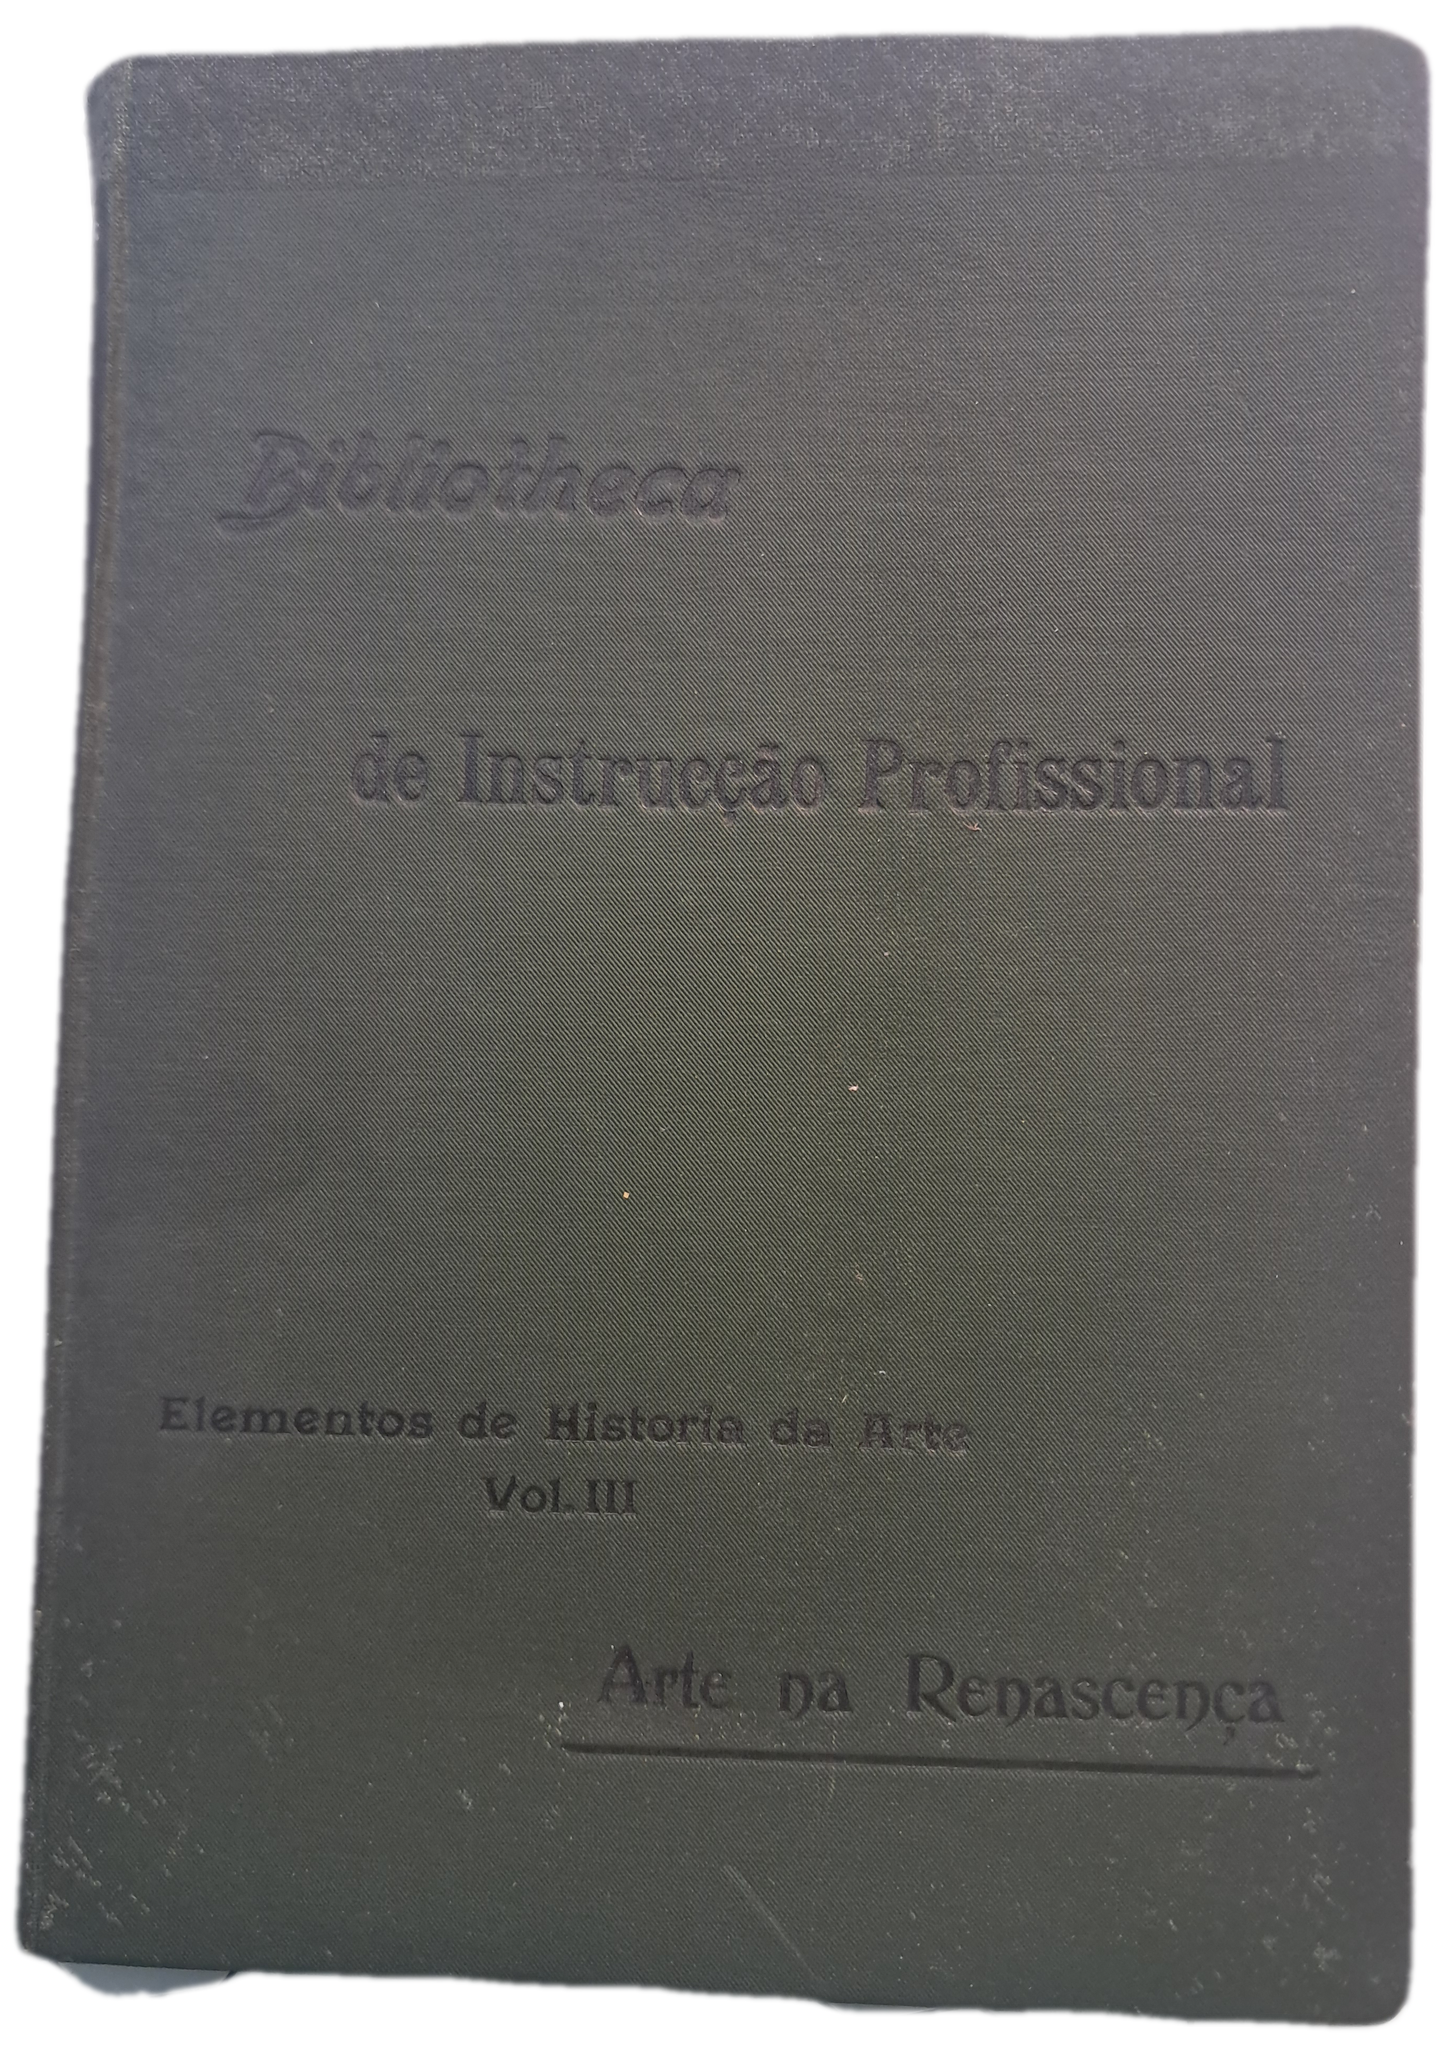 Bibliotheca
de Instrucção Profissional
Elementos de Historia da Arte
Vol. III
Arte na Renascença